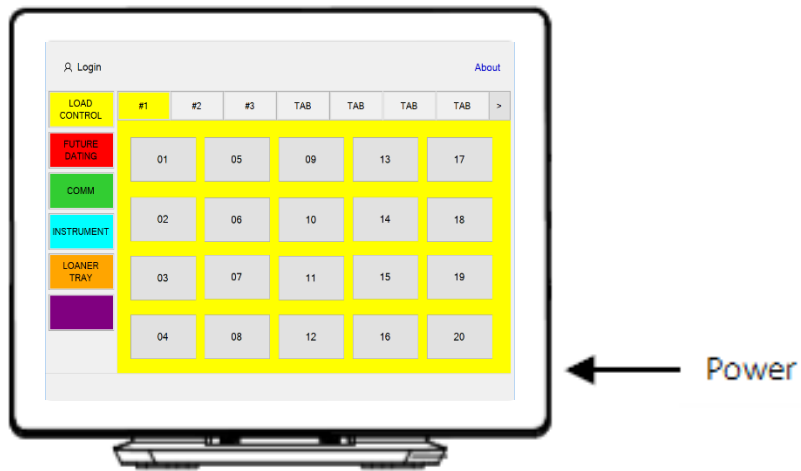 Login
About
LOAD
CONTROL
#1
#2
#3
TAB
TAB
TAB
TAB
>
FUTURE
DATING
COMM
INSTRUMENT
LOANER
TRAY
01
05
09
13
17
02
06
10
14
18
03
07
11
15
19
04
08
12
16
20
Power